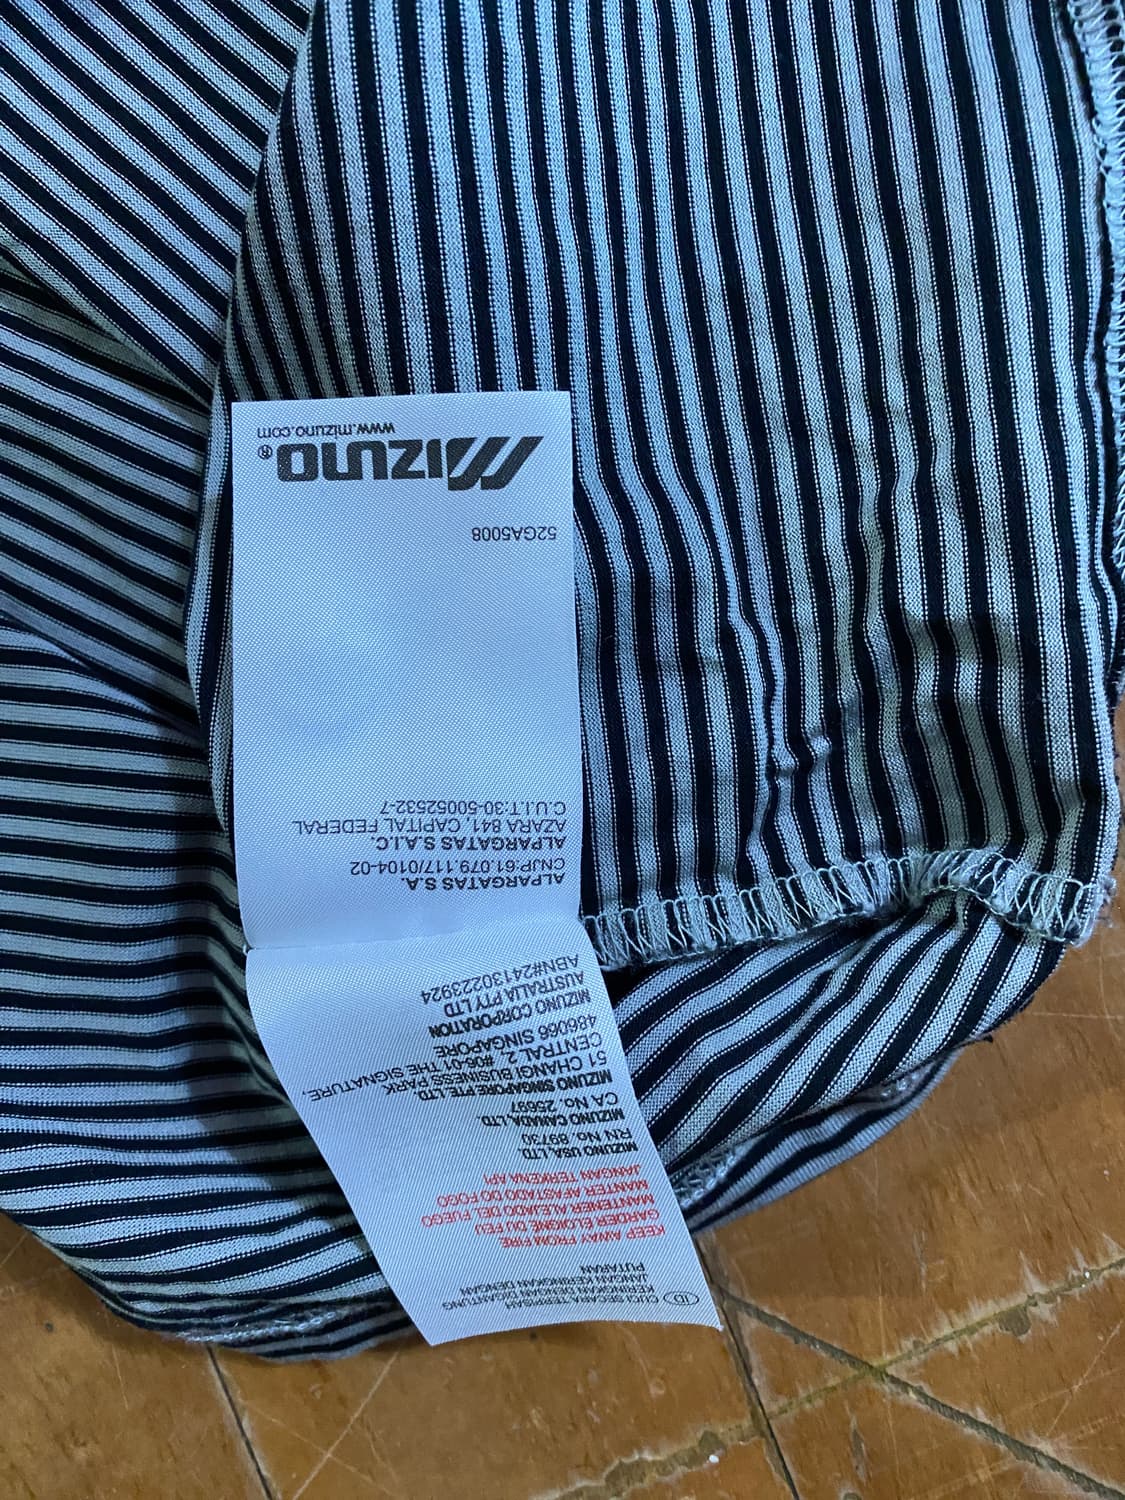 ID CUCI SECARA TERPISAH
KERINGKAN DENGAN DIGANTUNG
JANGAN KERINGKAN DENGAN
PUTARAN
KEEP AWAY FROM FIRE
GARDER ELOIGNE DU FEU
MANTENER ALEJADO DEL FUEGO
MANTER AFASTADO DO FOGO
JANGAN TERKENA API
MIZUNO USA, LTD.
RN No. 89730
MIZUNO CANADA, LTD.
CA No. 25697
MIZUNO SINGAPORE PTE. LTD.
51 CHANGI BUSINESS PARK
CENTRAL 2, #06-01 THE SIGNATURE,
486066 SINGAPORE
MIZUNO CORPORATION
AUSTRALIA PTY LTD
ABN#24130223924
ALPARGATAS S.A.
CNJP.61.079.117/0104-02
ALPARGATAS S.A.I.C.
AZARA 841, CAPITAL FEDERAL
C.U.I.T:30-50052532-7
52GA5008
MIZUNO®
www.mizuno.com